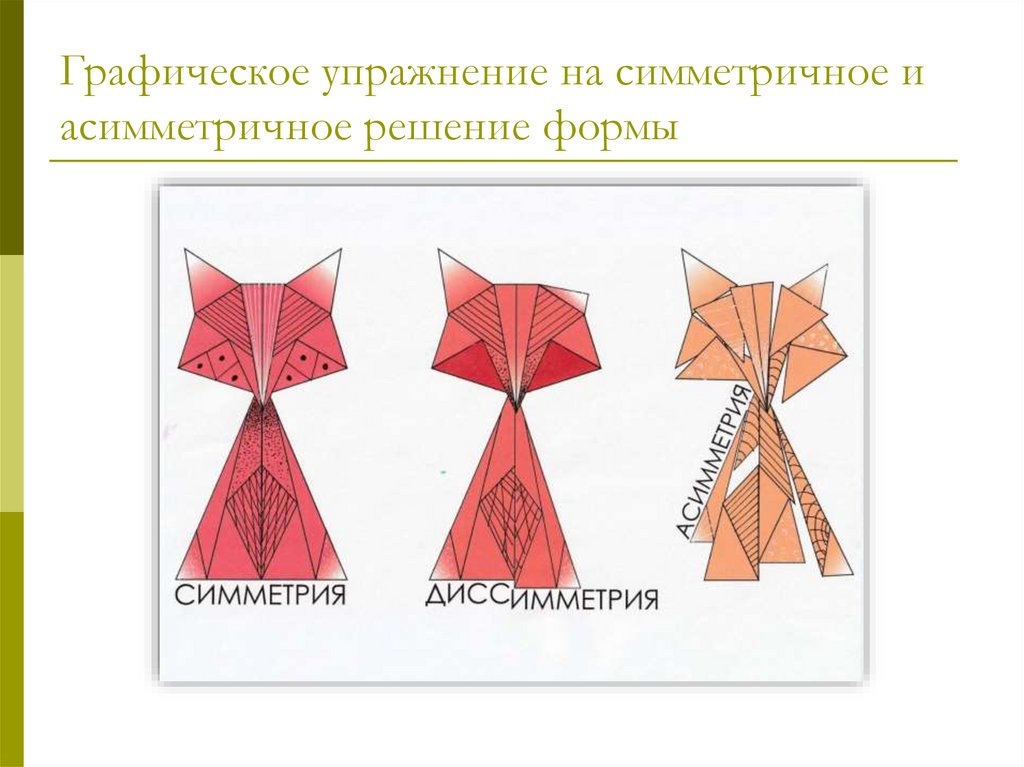 Графическое упражнение на симметричное и
асимметричное решение формы
АСИММЕТРИЯ
СИММЕТРИЯ
ДИССИММЕТРИЯ